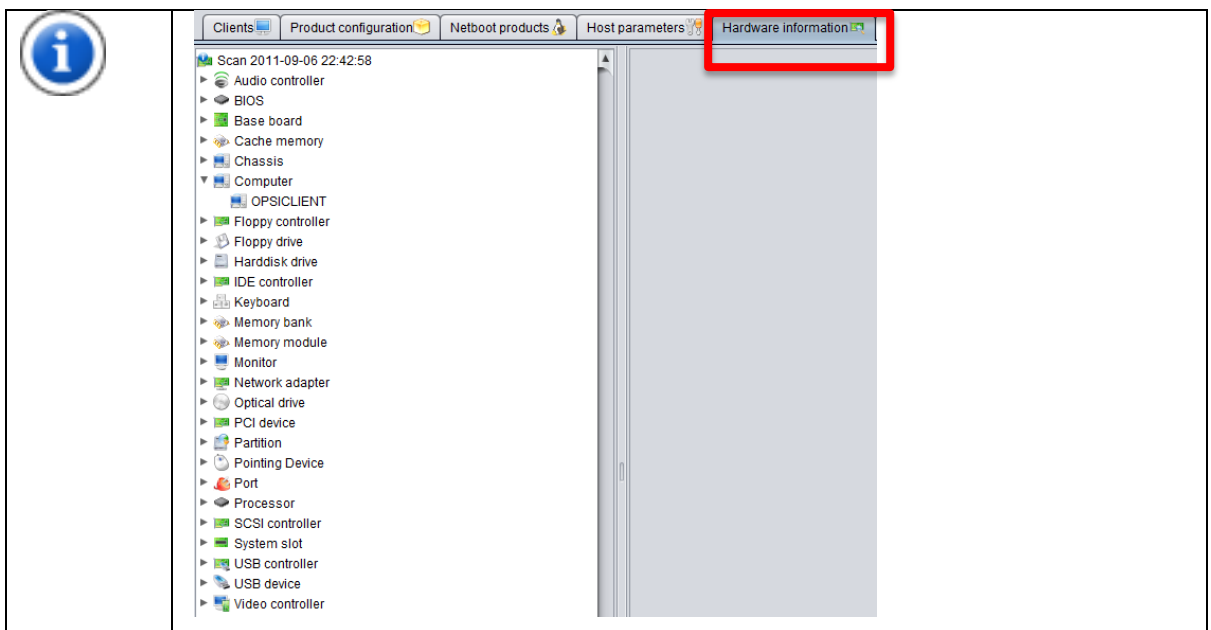 Clients Product configuration Netboot products Host parameters Hardware information
Scan 2011-09-06 22:42:58
Audio controller
BIOS
Base board
Cache memory
Chassis
Computer
OPSICLIENT
Floppy controller
Floppy drive
Harddisk drive
IDE controller
Keyboard
Memory bank
Memory module
Monitor
Network adapter
Optical drive
PCI device
Partition
Pointing Device
Port
Processor
SCSI controller
System slot
USB controller
USB device
Video controller